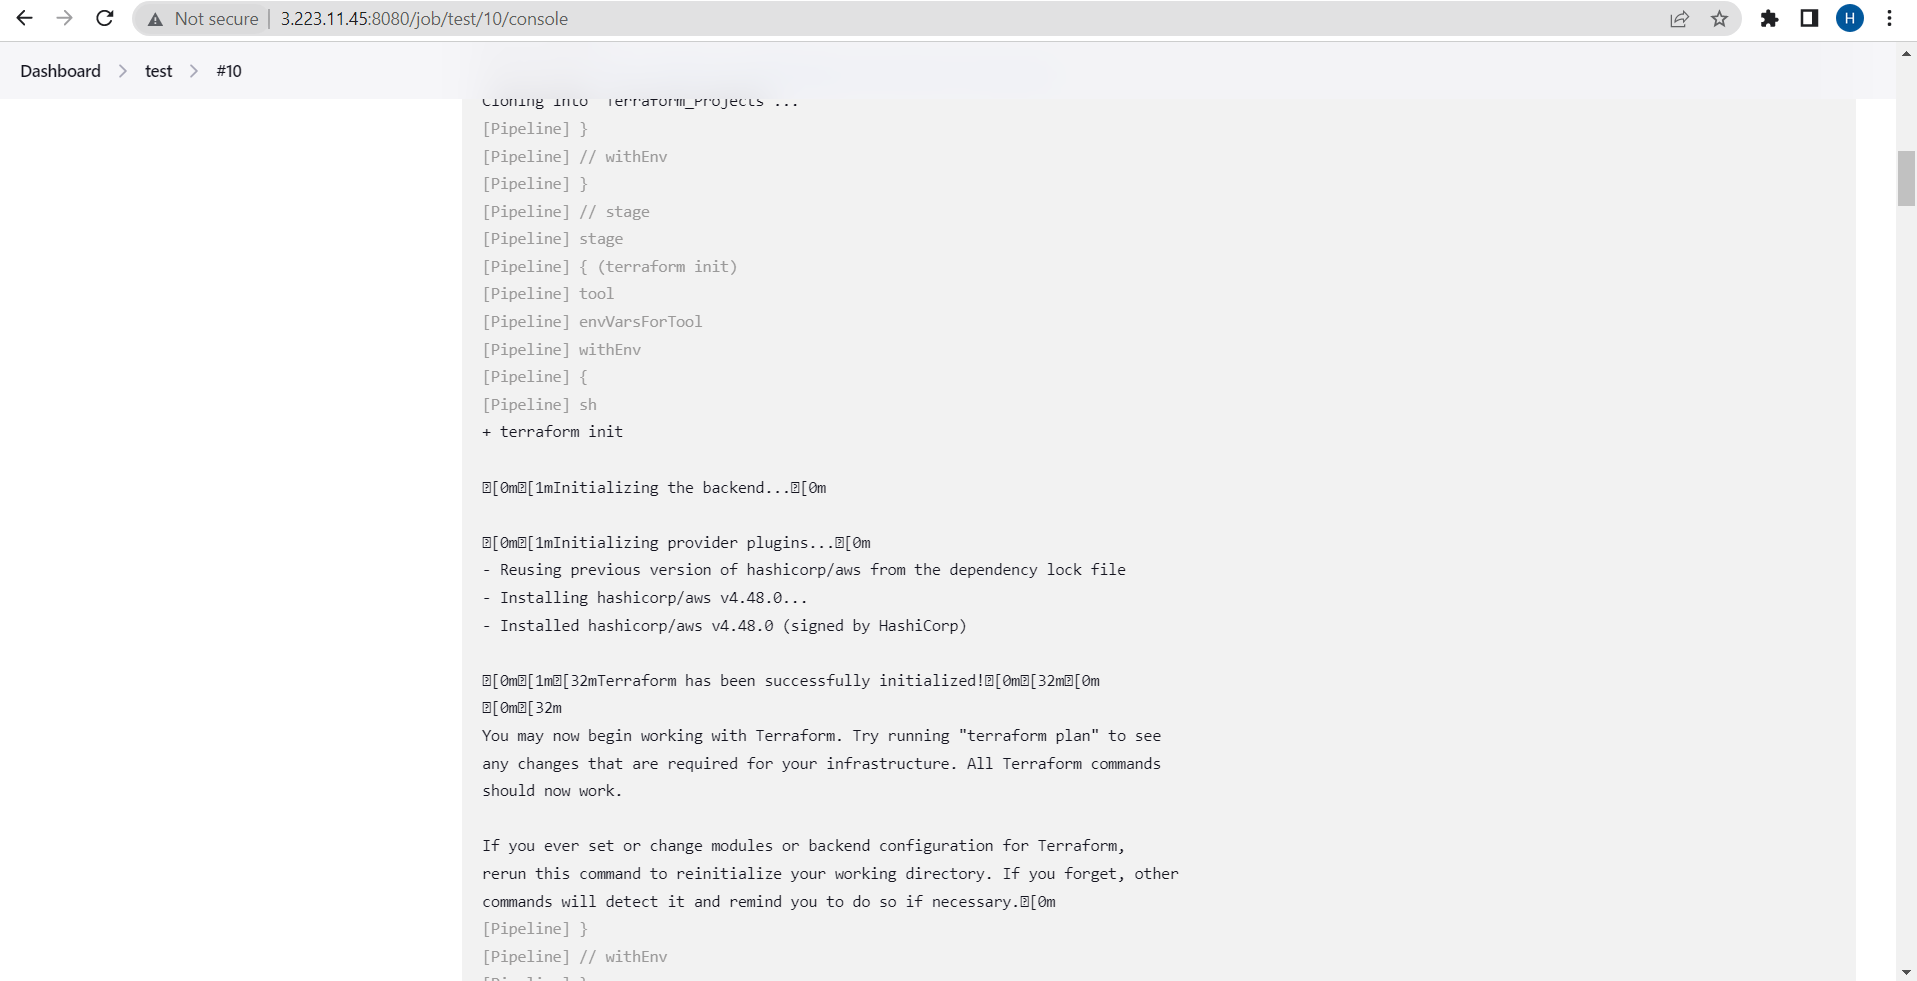 Not secure | 3.223.11.45:8080/job/test/10/console
H
Dashboard > test > #10
Cloning into 'Terraform_Projects'...
[Pipeline] }
[Pipeline] // withEnv
[Pipeline] }
[Pipeline] // stage
[Pipeline] stage
[Pipeline] { (terraform init)
[Pipeline] tool
[Pipeline] envVarsForTool
[Pipeline] withEnv
[Pipeline] {
[Pipeline] sh
+ terraform init
[0m[1mInitializing the backend...[0m
[0m[1mInitializing provider plugins...[0m
- Reusing previous version of hashicorp/aws from the dependency lock file
- Installing hashicorp/aws v4.48.0...
- Installed hashicorp/aws v4.48.0 (signed by HashiCorp)
[0m[1m[32mTerraform has been successfully initialized![0m[32m[0m
[0m[32m
You may now begin working with Terraform. Try running "terraform plan" to see
any changes that are required for your infrastructure. All Terraform commands
should now work.
If you ever set or change modules or backend configuration for Terraform,
rerun this command to reinitialize your working directory. If you forget, other
commands will detect it and remind you to do so if necessary.[0m
[Pipeline] }
[Pipeline] // withEnv
[Pipeline] }